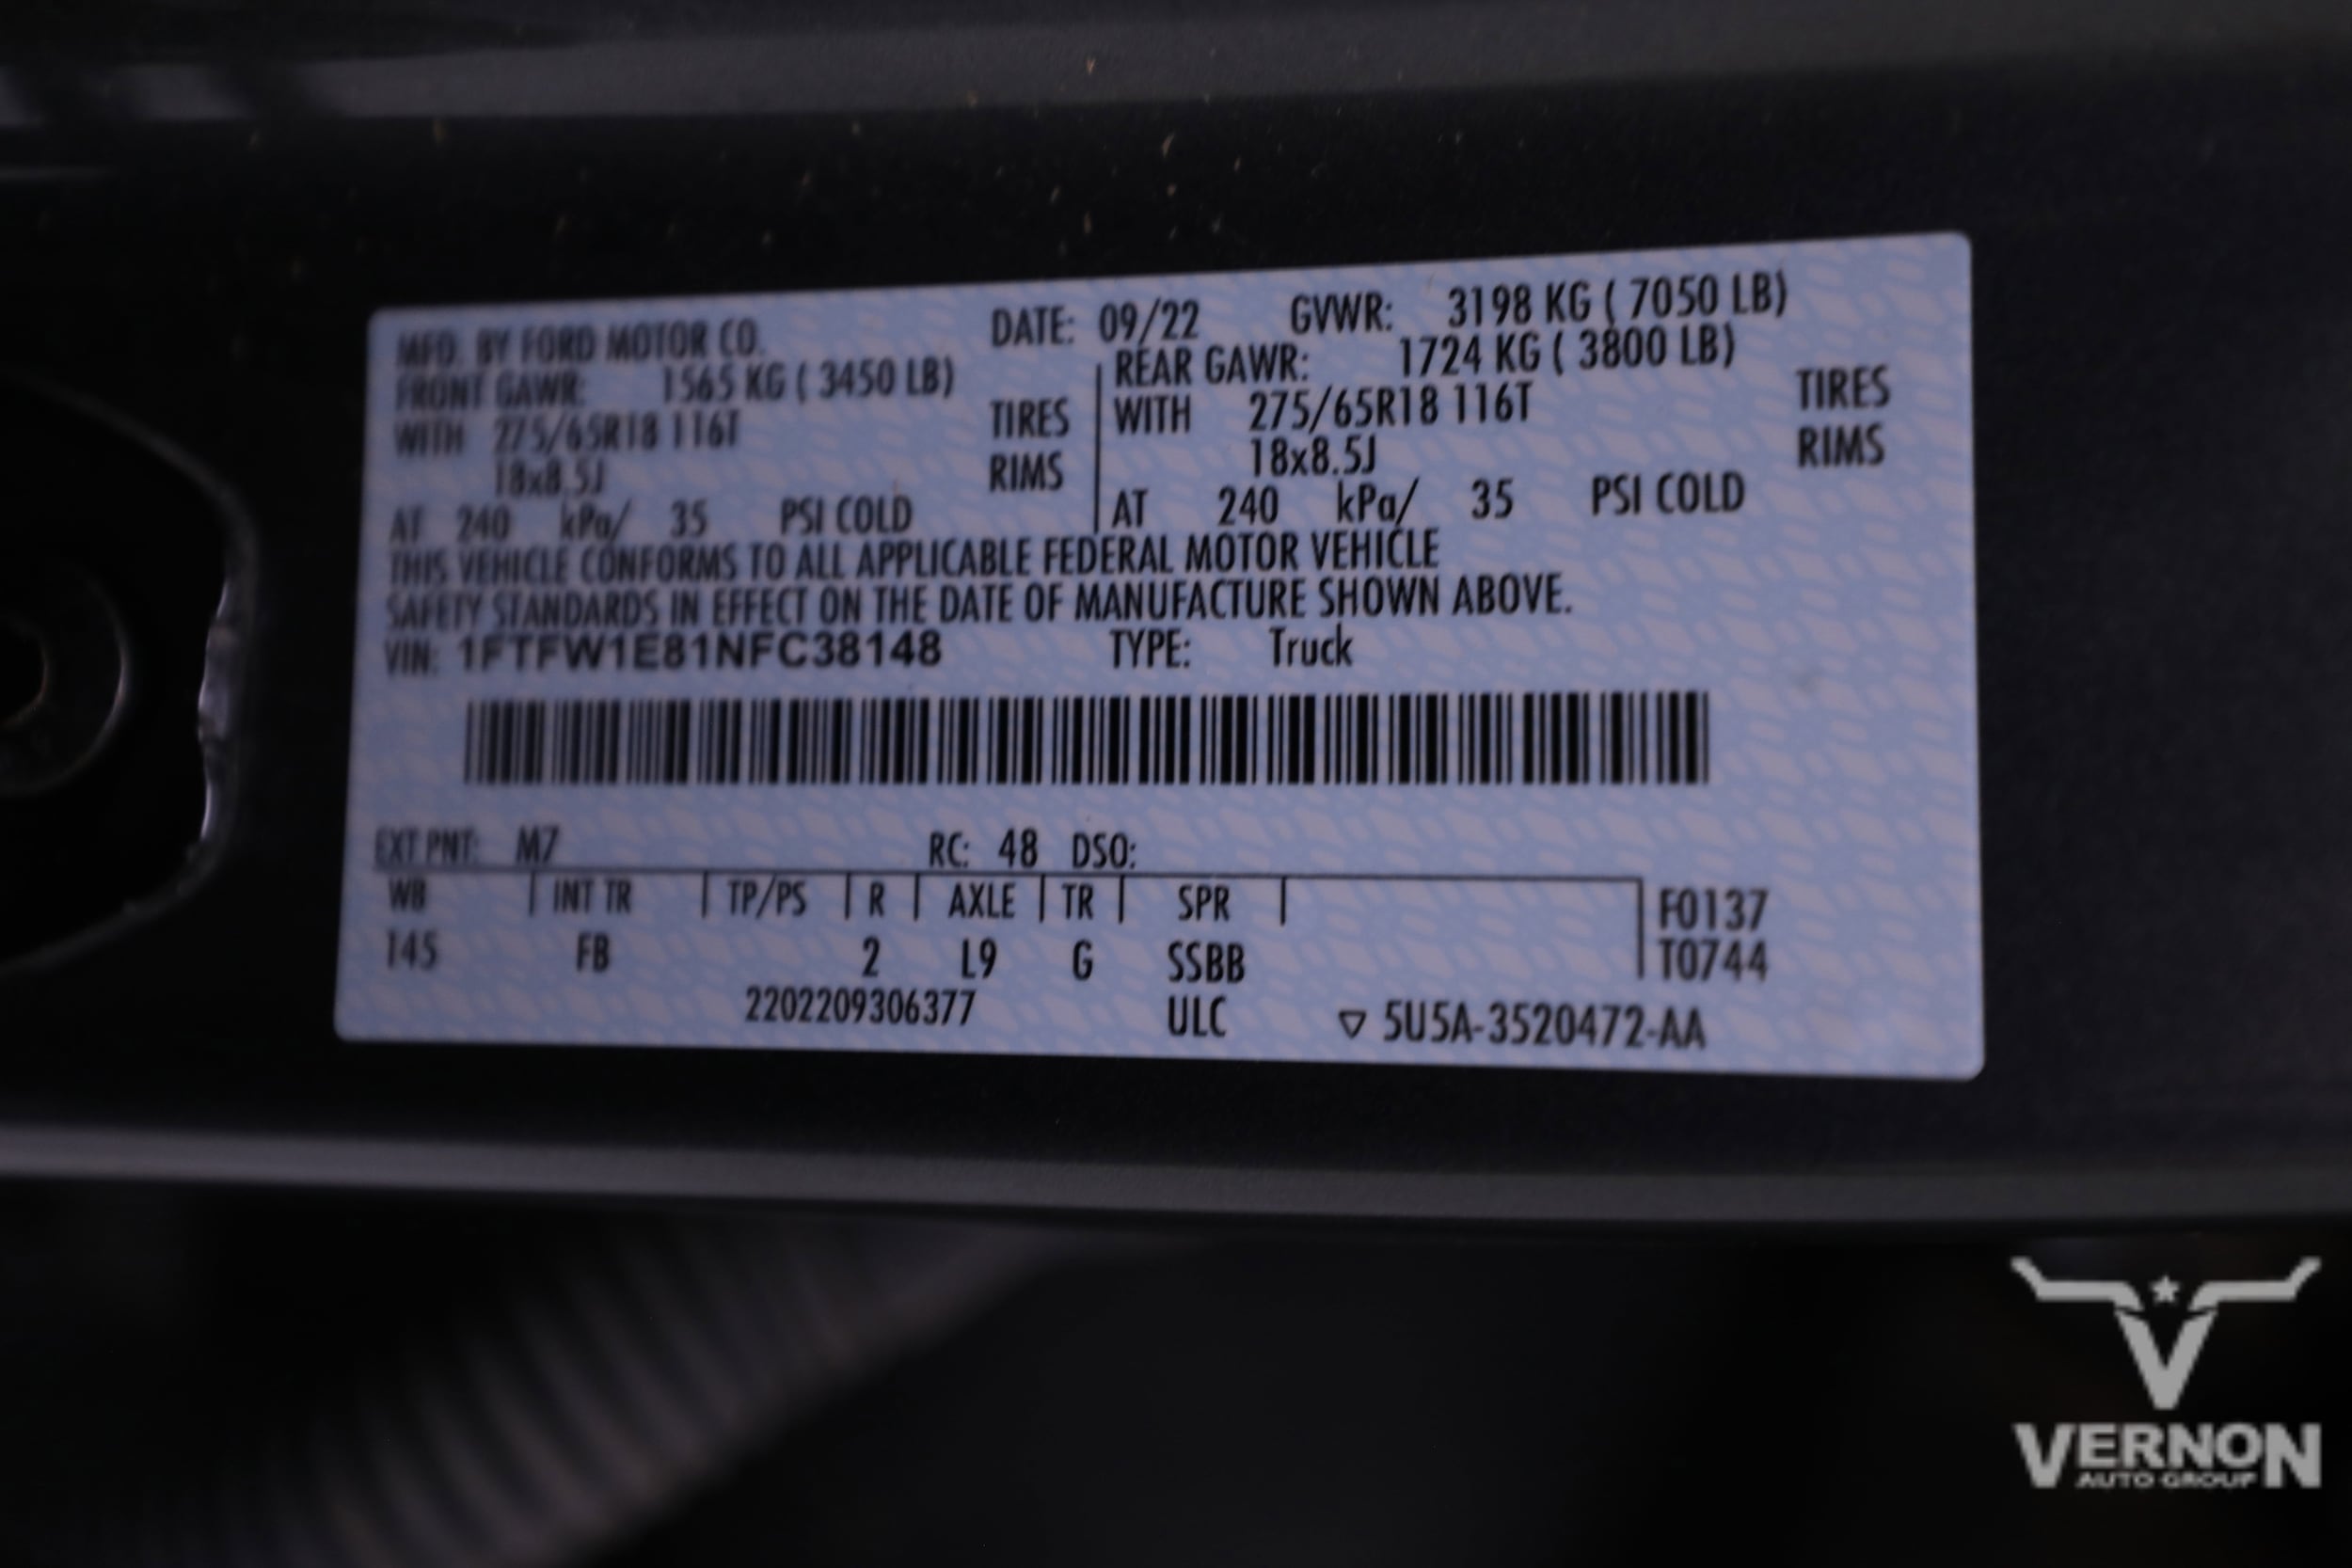 MFD. BY FORD MOTOR CO. DATE: 09/22 GVWR: 3198 KG ( 7050 LB)
FRONT GAWR: 1565 KG ( 3450 LB) REAR GAWR: 1724 KG ( 3800 LB)
WITH 275/65R18 116T TIRES WITH 275/65R18 116T TIRES
18x8.5J RIMS 18x8.5J RIMS
AT 240 kPa/ 35 PSI COLD AT 240 kPa/ 35 PSI COLD
THIS VEHICLE CONFORMS TO ALL APPLICABLE FEDERAL MOTOR VEHICLE
SAFETY STANDARDS IN EFFECT ON THE DATE OF MANUFACTURE SHOWN ABOVE.
VIN: 1FTFW1E81NFC38148 TYPE: Truck
EXT PNT: M7 RC: 48 DSO:
WB INT TR TP/PS R AXLE TR SPR F0137
145 FB 2 L9 G SSBB T0744
2202209306377 ULC ▽ 5U5A-3520472-AA
VERNON
AUTO GROUP